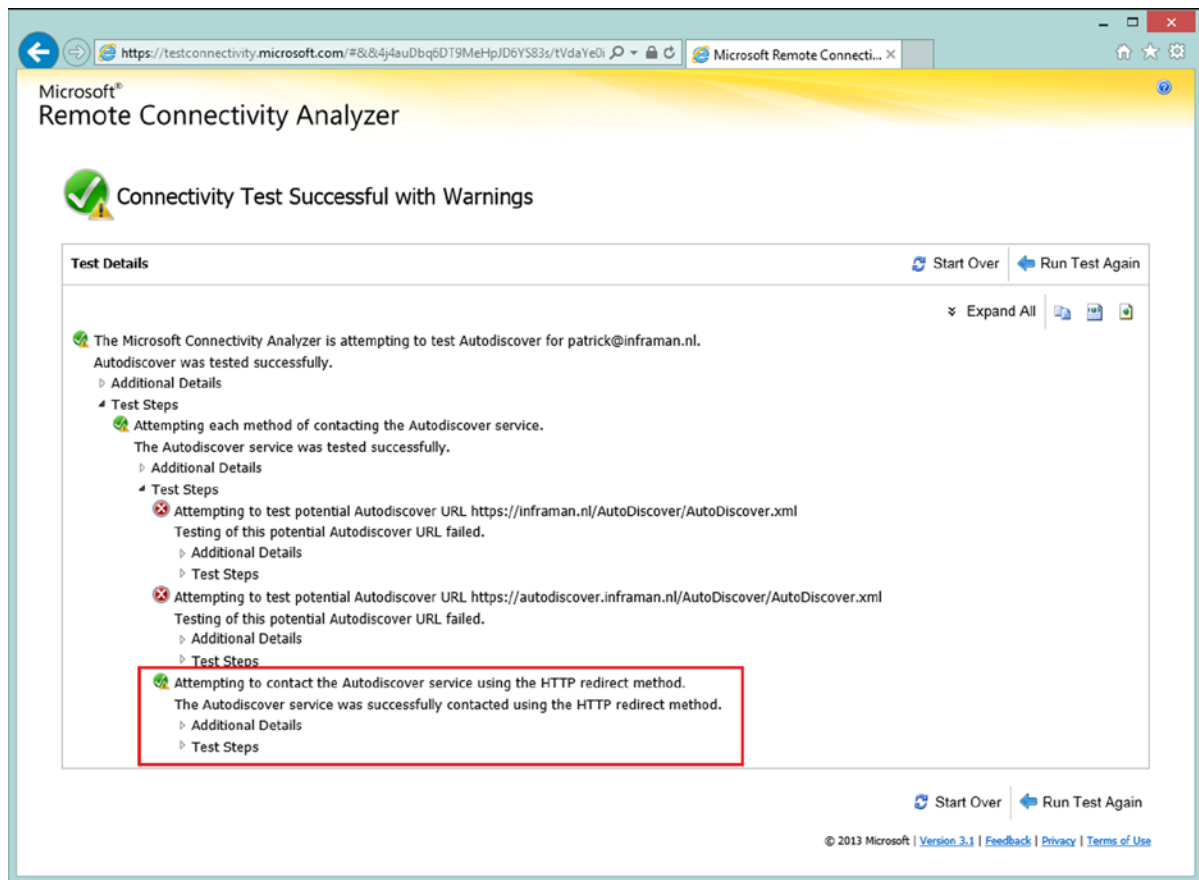 https://testconnectivity.microsoft.com/#&&4j4auDbq6DT9MeHpJD6YS83s/tVdaYe0i
Microsoft Remote Connecti...
Microsoft®
Remote Connectivity Analyzer
Connectivity Test Successful with Warnings
Test Details
Start Over
Run Test Again
Expand All
The Microsoft Connectivity Analyzer is attempting to test Autodiscover for patrick@inframan.nl.
Autodiscover was tested successfully.
Additional Details
Test Steps
Attempting each method of contacting the Autodiscover service.
The Autodiscover service was tested successfully.
Additional Details
Test Steps
Attempting to test potential Autodiscover URL https://inframan.nl/AutoDiscover/AutoDiscover.xml
Testing of this potential Autodiscover URL failed.
Additional Details
Test Steps
Attempting to test potential Autodiscover URL https://autodiscover.inframan.nl/AutoDiscover/AutoDiscover.xml
Testing of this potential Autodiscover URL failed.
Additional Details
Test Steps
Attempting to contact the Autodiscover service using the HTTP redirect method.
The Autodiscover service was successfully contacted using the HTTP redirect method.
Additional Details
Test Steps
Start Over
Run Test Again
© 2013 Microsoft | Version 3.1 | Feedback | Privacy | Terms of Use